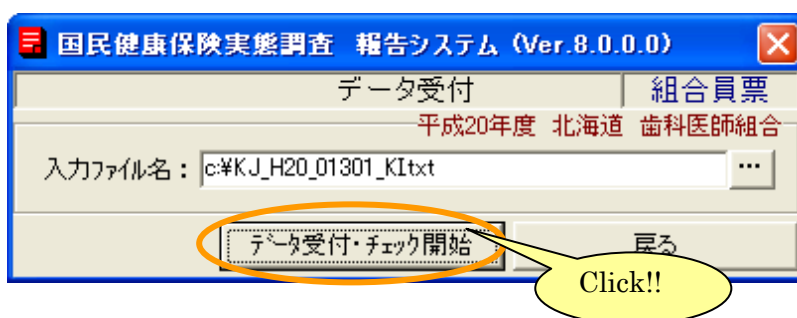 国民健康保険実態調査 報告システム (Ver.8.0.0.0)
データ受付 組合員票
平成20年度 北海道 歯科医師組合
入力ファイル名: c:¥KJ_H20_01301_KItxt ...
データ受付・チェック開始 戻る
Click!!